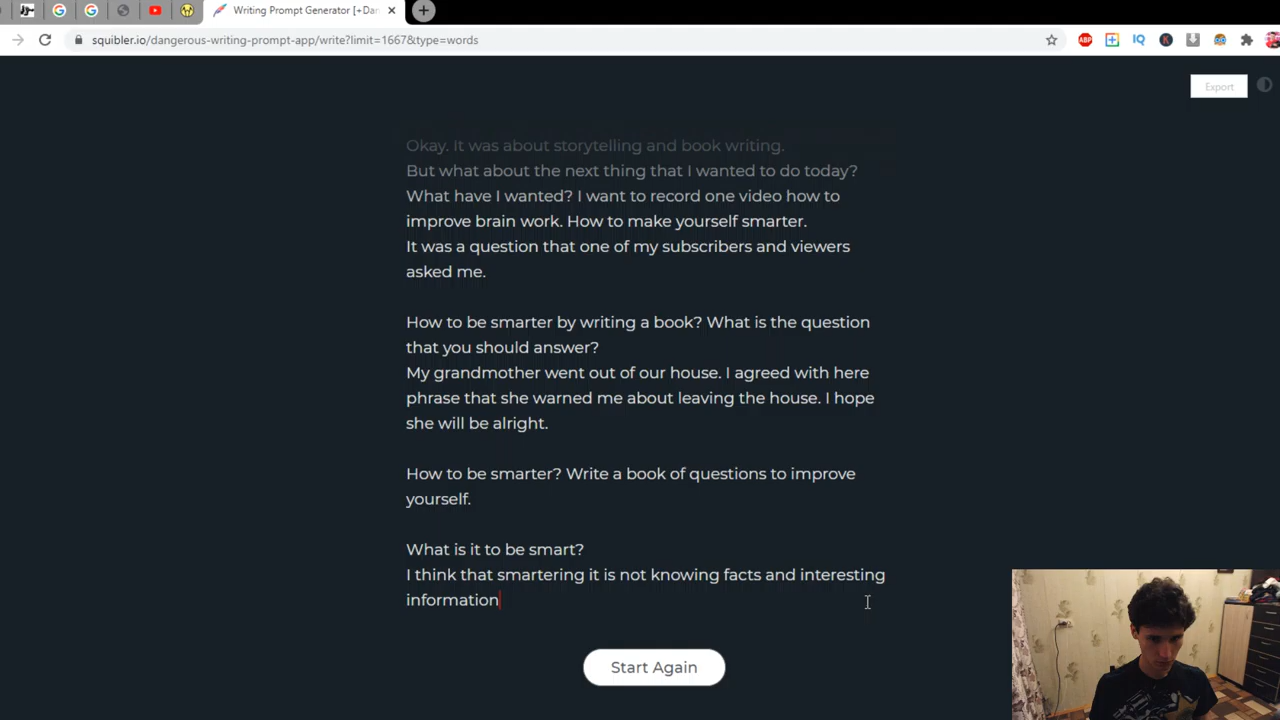 Writing Prompt Generator [+Dan
squibler.io/dangerous-writing-prompt-app/write?limit=1667&type=words
ABP
IQ
K
Export
Okay. It was about storytelling and book writing.
But what about the next thing that I wanted to do today?
What have I wanted? I want to record one video how to
improve brain work. How to make yourself smarter.
It was a question that one of my subscribers and viewers
asked me.
How to be smarter by writing a book? What is the question
that you should answer?
My grandmother went out of our house. I agreed with here
phrase that she warned me about leaving the house. I hope
she will be alright.
How to be smarter? Write a book of questions to improve
yourself.
What is it to be smart?
I think that smartering it is not knowing facts and interesting
information
Start Again